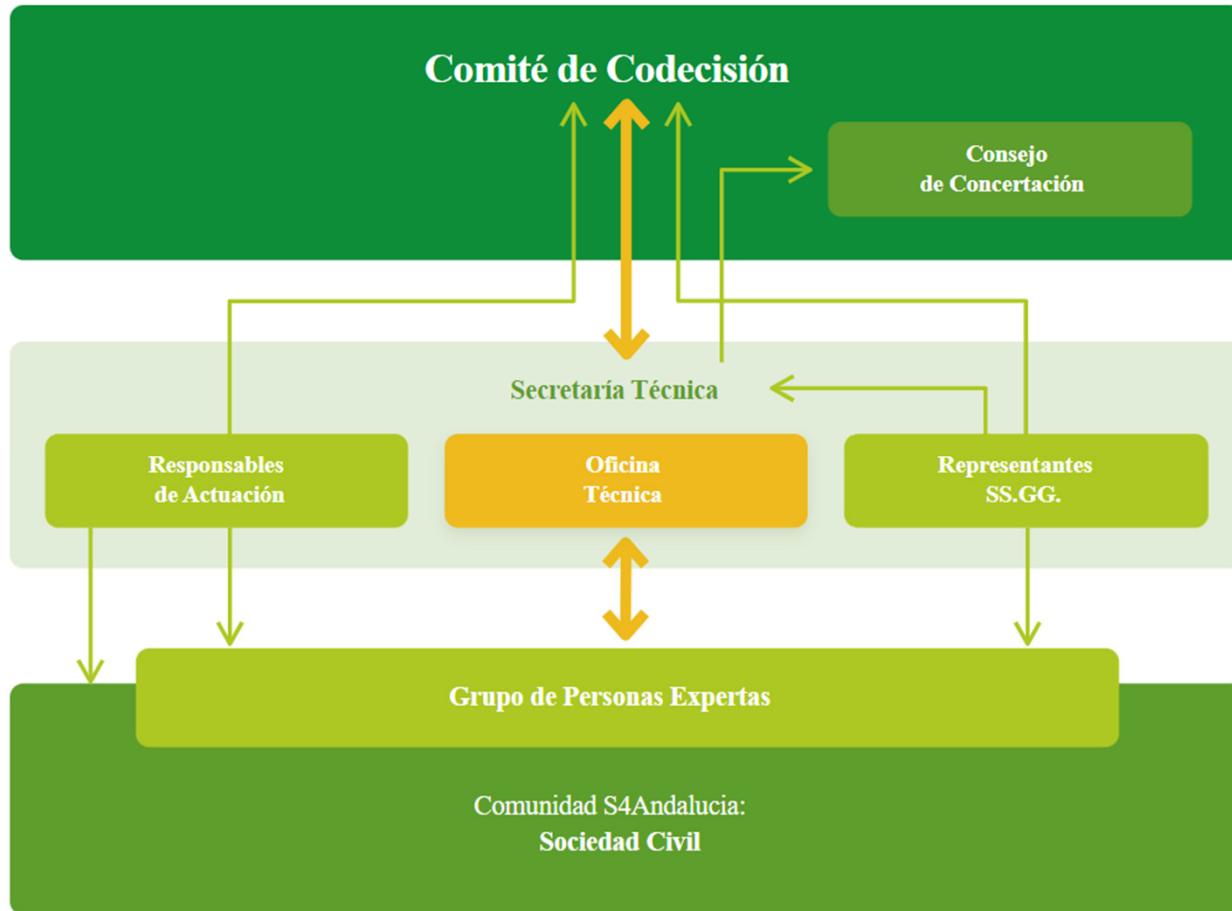 Comité de Codecisión
Consejo
de Concertación
Secretaría Técnica
Responsables
de Actuación
Oficina
Técnica
Representantes
SS.GG.
Grupo de Personas Expertas
Comunidad S4Andalucia:
Sociedad Civil